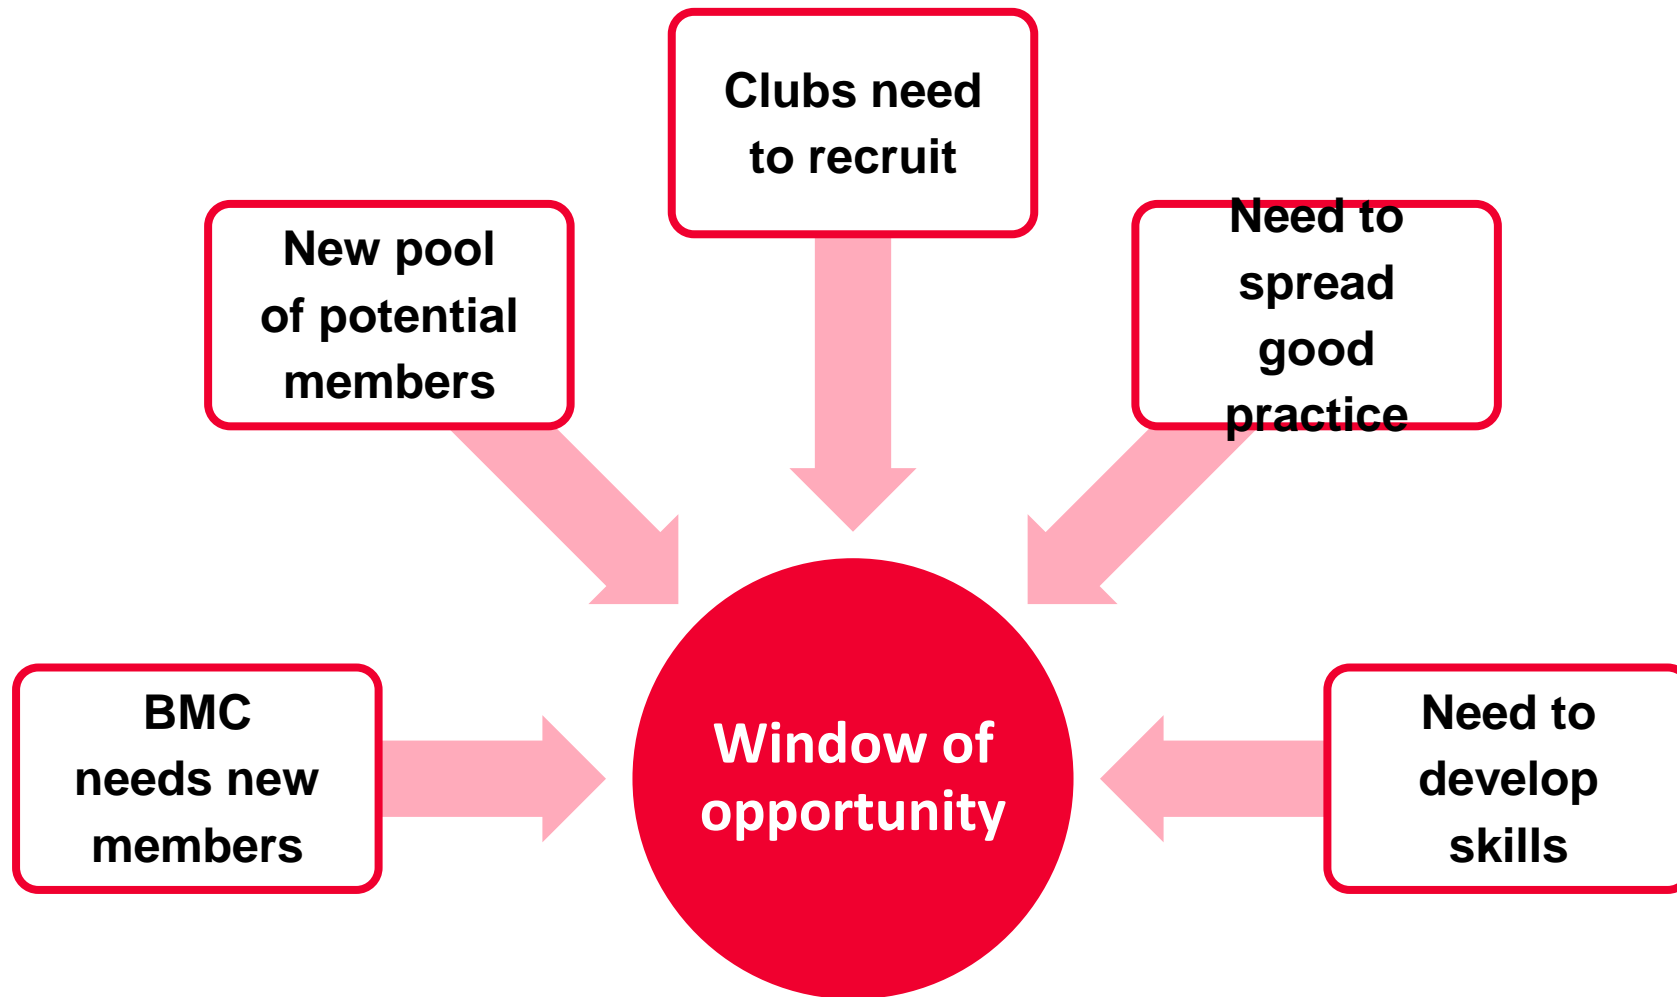 Clubs need
to recruit
New pool
of potential
members
Need to
spread
good
practice
BMC
needs new
members
Window of
opportunity
Need to
develop
skills